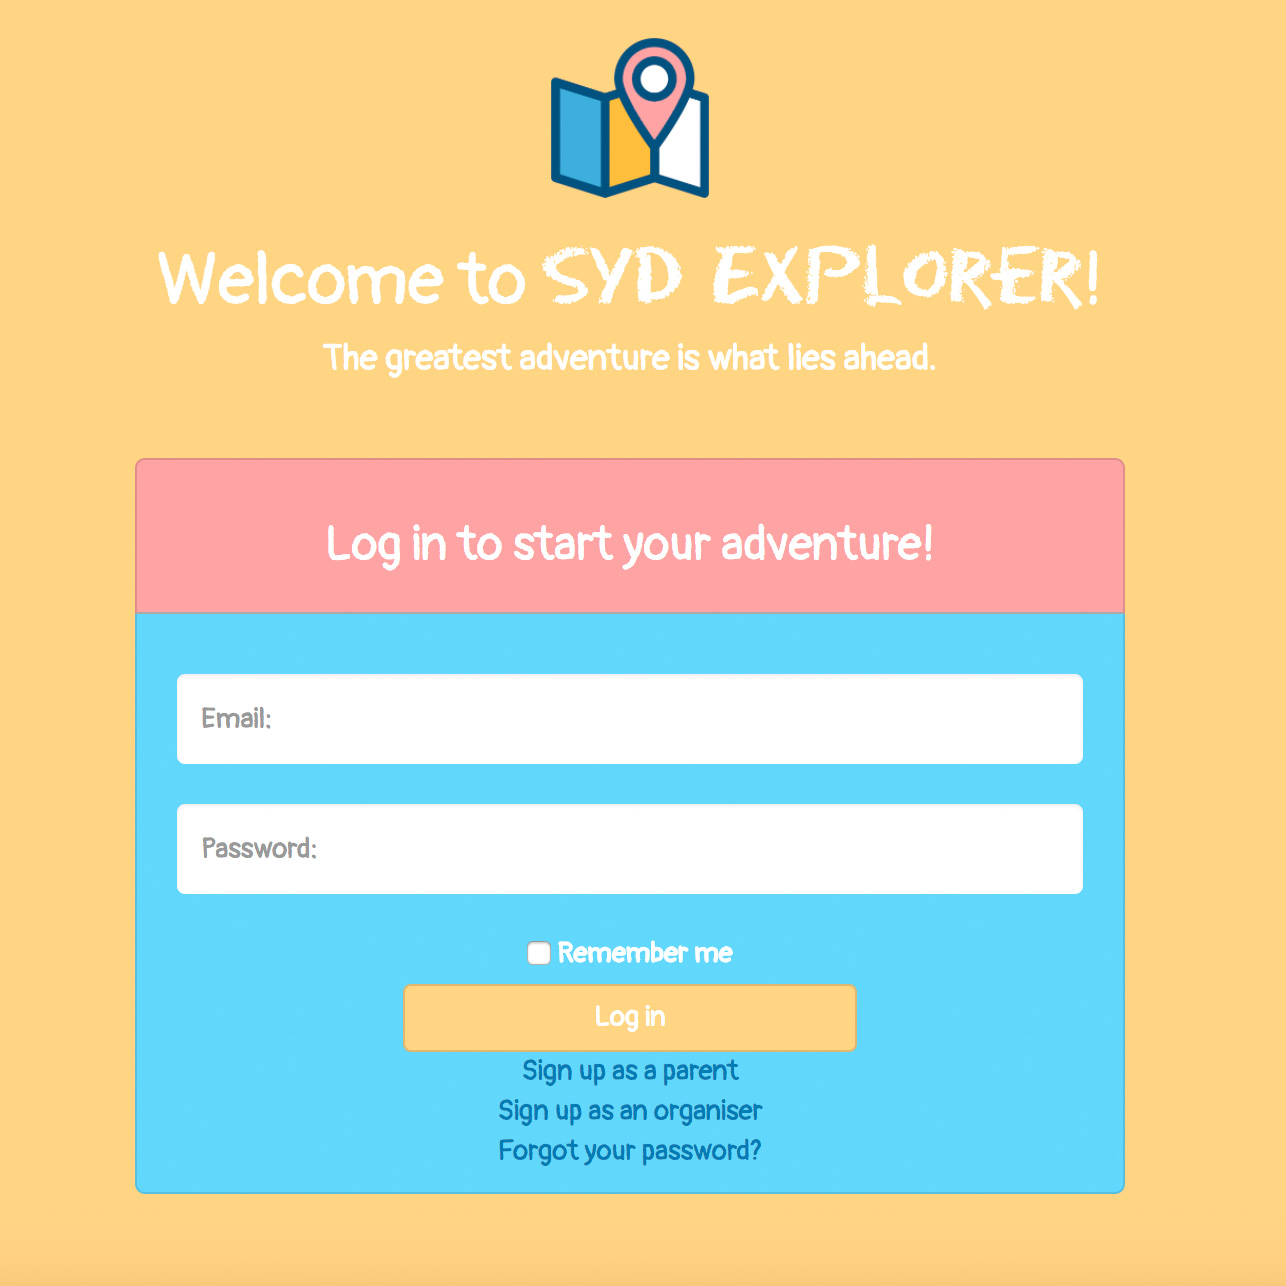 Welcome to SYD EXPLORER!
The greatest adventure is what lies ahead.
Log in to start your adventure!
Email:
Password:
Remember me
Log in
Sign up as a parent
Sign up as an organiser
Forgot your password?